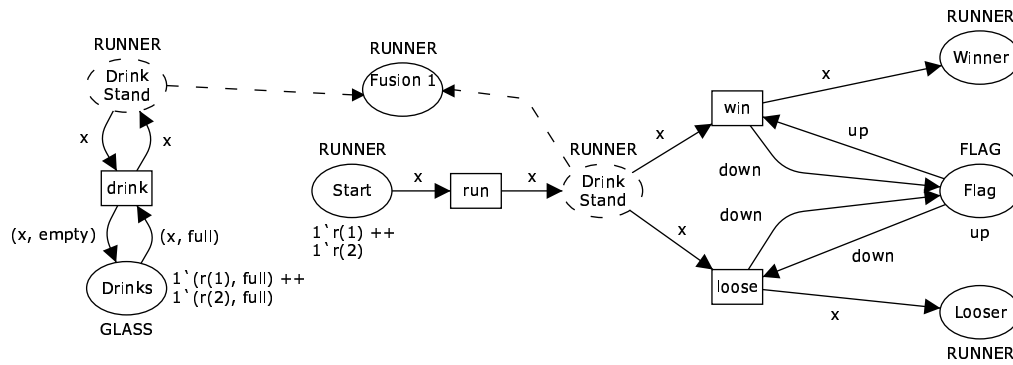 RUNNER
Drink
Stand
x
x
drink
(x, empty)
(x, full)
Drinks
1`(r(1), full) ++
1`(r(2), full)
GLASS
RUNNER
Fusion 1
RUNNER
Start
1`r(1) ++
1`r(2)
x
run
x
RUNNER
Drink
Stand
x
x
win
x
up
down
down
down
loose
x
RUNNER
Winner
FLAG
Flag
up
Looser
RUNNER